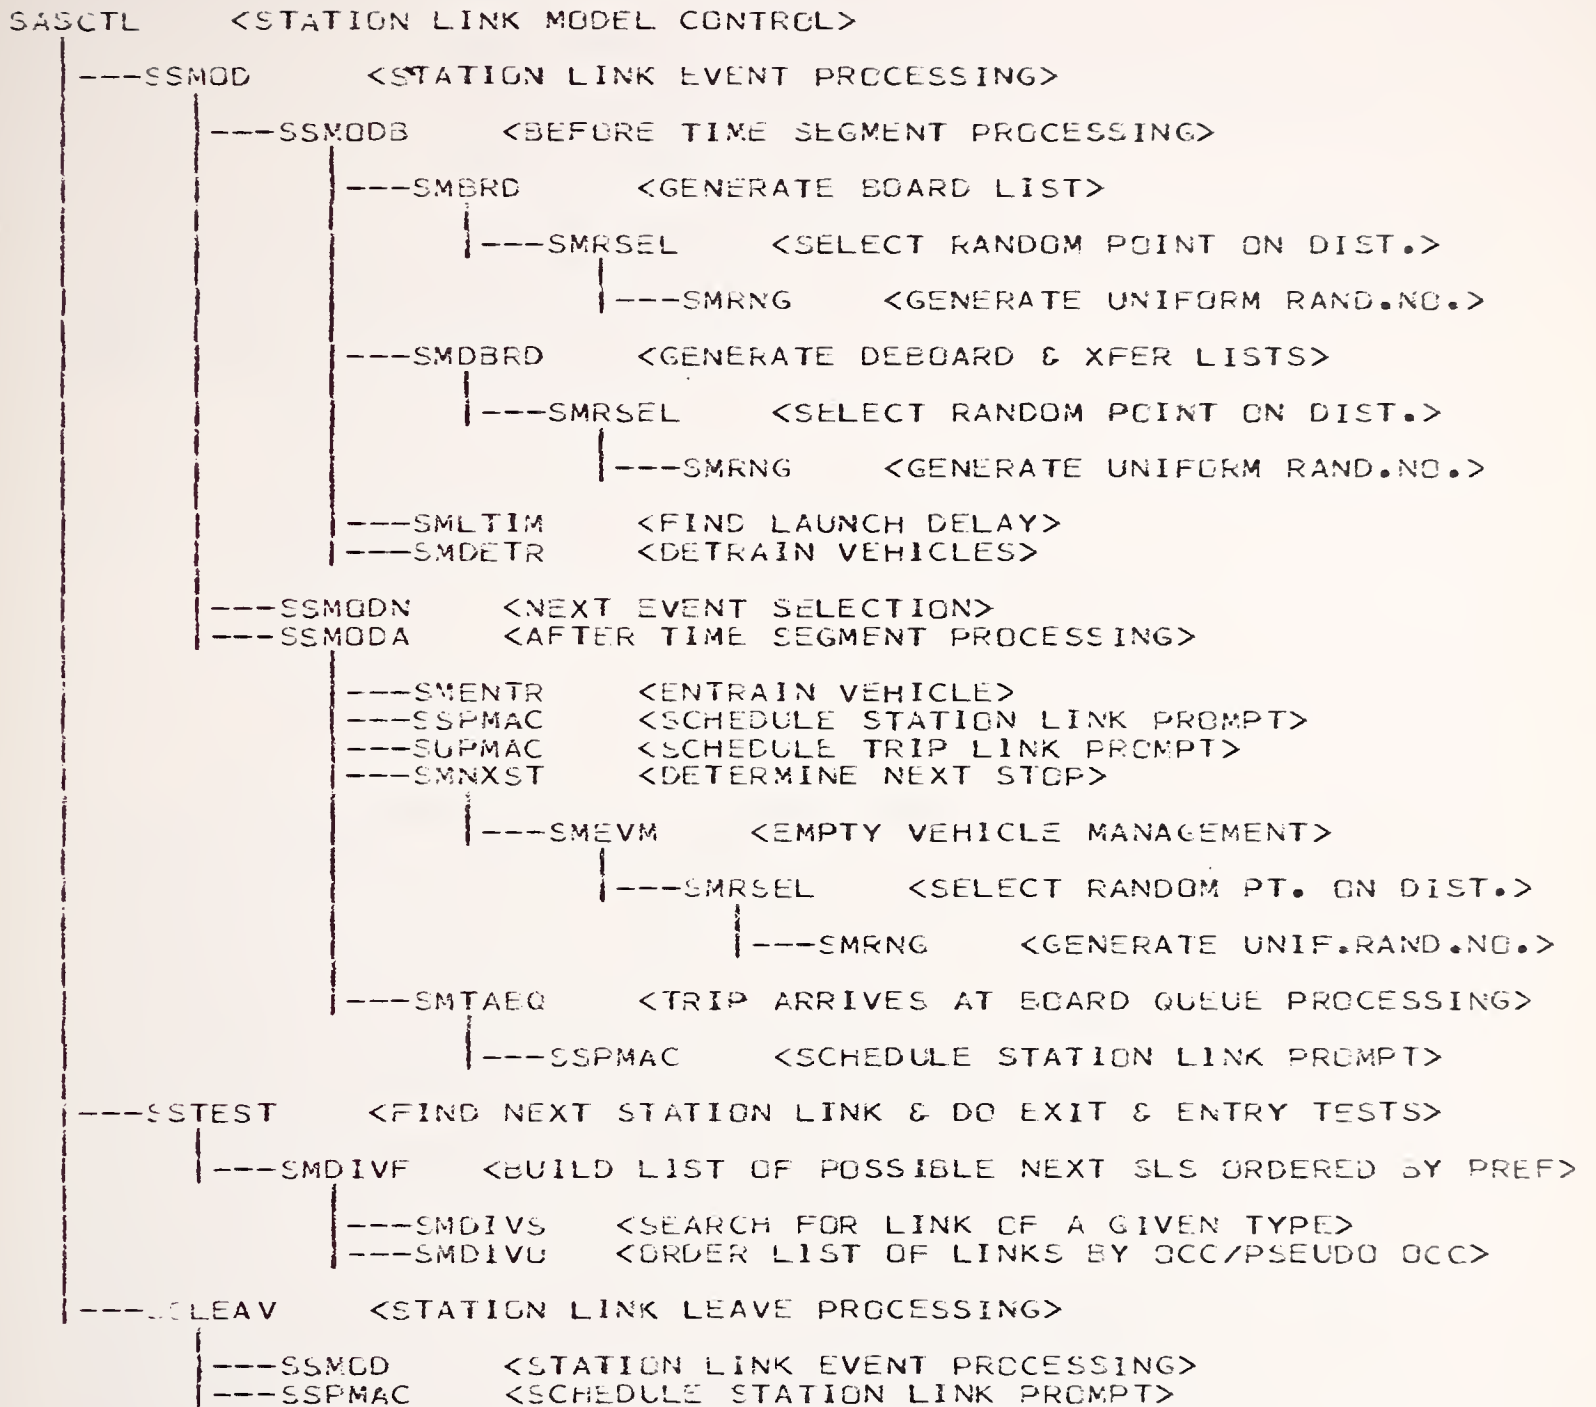 SASCTL <STATION LINK MODEL CONTROL>
---SSMOD <STATION LINK EVENT PROCESSING>
---SSMODB <BEFORE TIME SEGMENT PROCESSING>
---SMBRD <GENERATE BOARD LIST>
---SMRSEL <SELECT RANDOM POINT ON DIST.>
---SMRNG <GENERATE UNIFORM RAND.NO.>
---SMDBRD <GENERATE DEBOARD & XFER LISTS>
---SMRSEL <SELECT RANDOM POINT ON DIST.>
---SMRNG <GENERATE UNIFORM RAND.NO.>
---SMLTIM <FIND LAUNCH DELAY>
---SMDETR <DETRAIN VEHICLES>
---SSMODN <NEXT EVENT SELECTION>
---SSMODA <AFTER TIME SEGMENT PROCESSING>
---SMENTR <ENTRAIN VEHICLE>
---SSPMAC <SCHEDULE STATION LINK PROMPT>
---SUPMAC <SCHEDULE TRIP LINK PROMPT>
---SMNXST <DETERMINE NEXT STOP>
---SMEVM <EMPTY VEHICLE MANAGEMENT>
---SMRSEL <SELECT RANDOM PT. ON DIST.>
---SMRNG <GENERATE UNIF.RAND.NO.>
---SMTABQ <TRIP ARRIVES AT BOARD QUEUE PROCESSING>
---SSPMAC <SCHEDULE STATION LINK PROMPT>
---SSTEST <FIND NEXT STATION LINK & DO EXIT & ENTRY TESTS>
---SMDIVF <BUILD LIST OF POSSIBLE NEXT SLS ORDERED BY PREF>
---SMDIVS <SEARCH FOR LINK OF A GIVEN TYPE>
---SMDIVO <ORDER LIST OF LINKS BY OCC/PSEUDO OCC>
<STATION LINK LEAVE PROCESSING>
---SSMOD <STATION LINK EVENT PROCESSING>
---SSPMAC <SCHEDULE STATION LINK PROMPT>